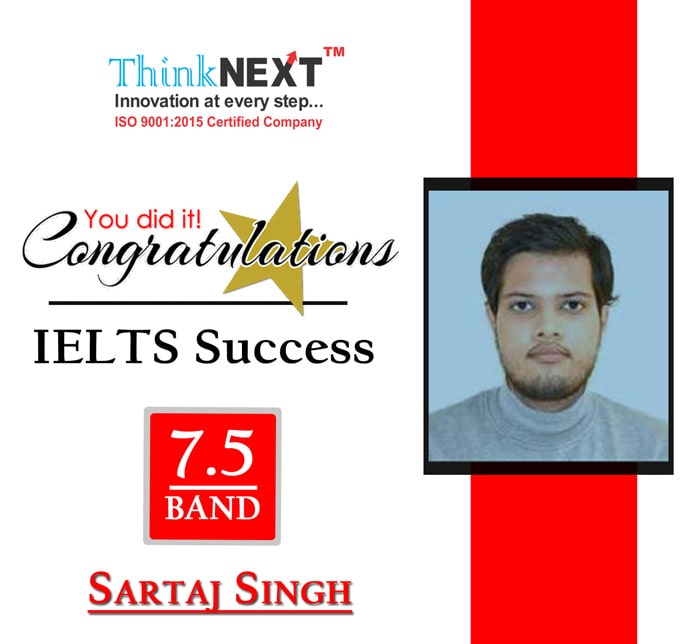 ThinkNEXT™
Innovation at every step...
ISO 9001:2015 Certified Company
You did it!
Congratulations
IELTS Success
7.5
BAND
SARTAJ SINGH